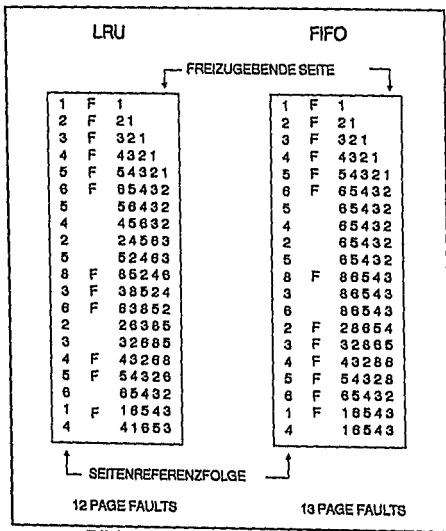 LRU FIFO
FREIZUGEBENDE SEITE
1 F 1 1 F 1
2 F 21 2 F 21
3 F 321 3 F 321
4 F 4321 4 F 4321
5 F 54321 5 F 54321
6 F 65432 6 F 65432
5 56432 5 65432
4 45632 4 65432
2 24563 2 65432
5 52463 5 65432
8 F 85246 8 F 86543
3 F 38524 3 86543
6 F 63852 6 86543
2 26385 2 F 28654
3 32685 3 F 32865
4 F 43268 4 F 43286
5 F 54326 5 F 54328
6 65432 6 F 65432
1 F 16543 1 F 16543
4 41653 4 16543
SEITENREFERENZFOLGE
12 PAGE FAULTS 13 PAGE FAULTS